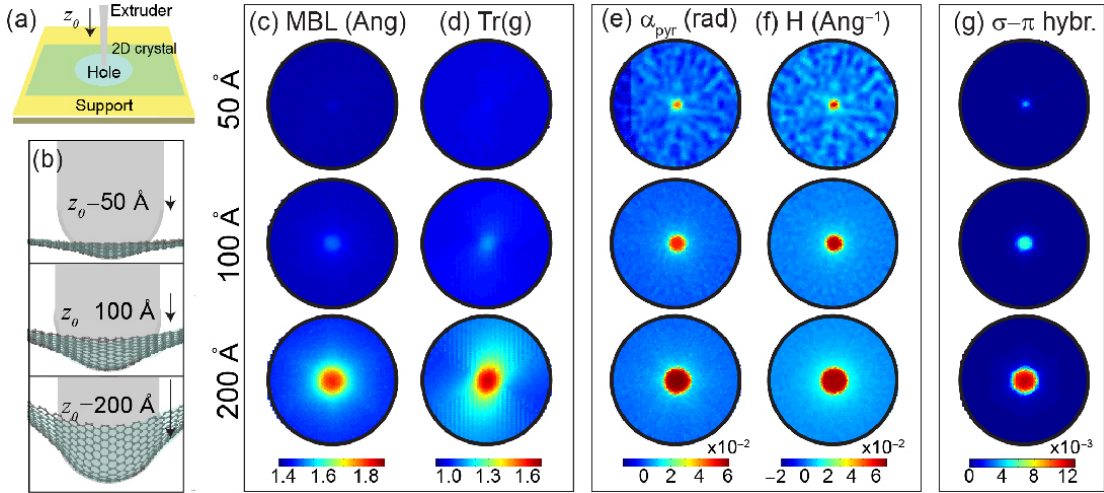 (a)
z₀
Extruder
2D crystal
Hole
Support
(b)
z₀−50 Å
z₀ 100 Å
z₀−200 Å
(c) MBL (Ang)
(d) Tr(g)
(e) α_pyr (rad)
(f) H (Ang⁻¹)
(g) σ−π hybr.
50 Å
100 Å
200 Å
1.4 1.6 1.8
1.0 1.3 1.6
x10⁻²
0 2 4 6
x10⁻²
−2 0 2 4 6
x10⁻³
0 4 8 12